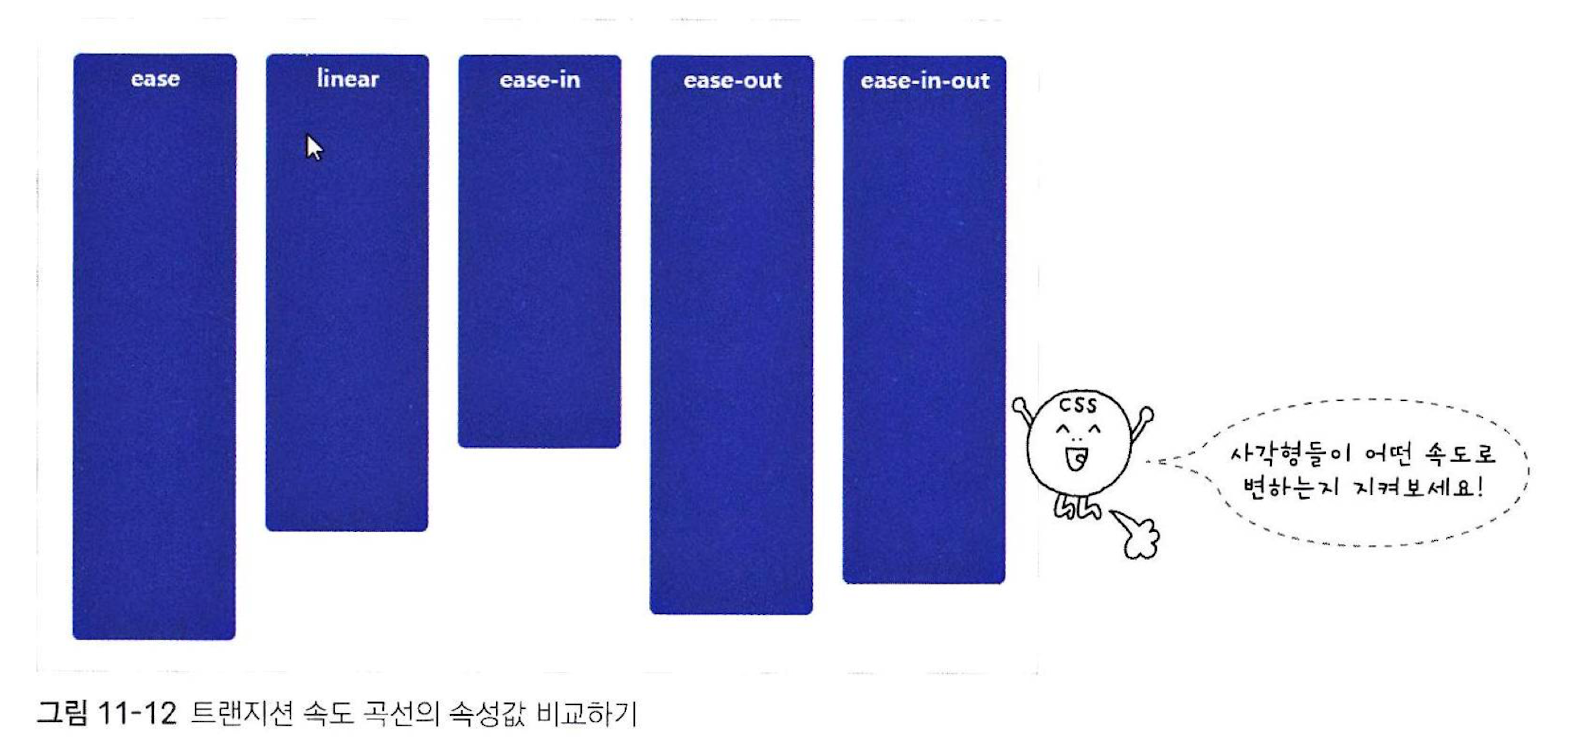 ease
linear
ease-in
ease-out
ease-in-out
CSS
사각형들이 어떤 속도로
변하는지 지켜보세요!
그림 11-12 트랜지션 속도 곡선의 속성값 비교하기